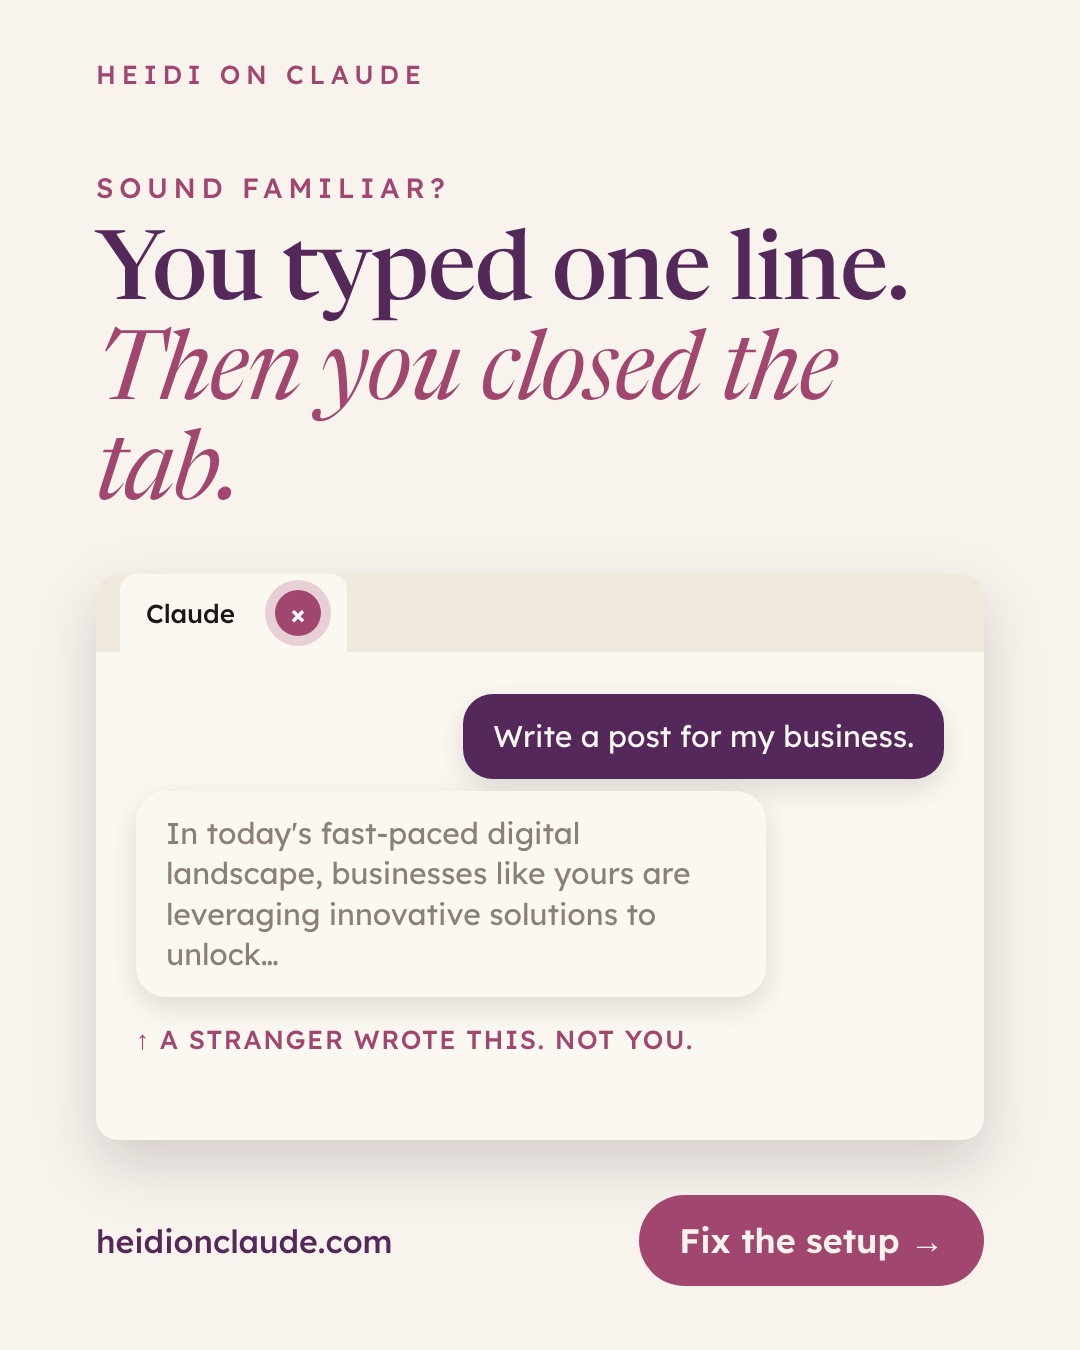 HEIDI ON CLAUDE
SOUND FAMILIAR?
You typed one line.
Then you closed the
tab.
Claude ×
Write a post for my business.
In today's fast-paced digital
landscape, businesses like yours are
leveraging innovative solutions to
unlock...
↑ A STRANGER WROTE THIS. NOT YOU.
heidionclaude.com
Fix the setup →